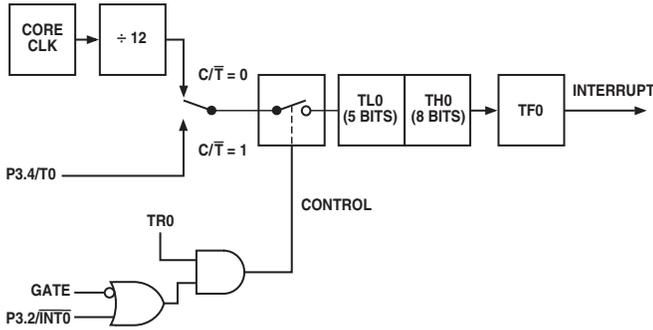 CORE
CLK
÷ 12
C/T̅ = 0
TL0
(5 BITS)
TH0
(8 BITS)
TF0
INTERRUPT
C/T̅ = 1
P3.4/T0
CONTROL
TR0
GATE
P3.2/I̅N̅T̅0̅